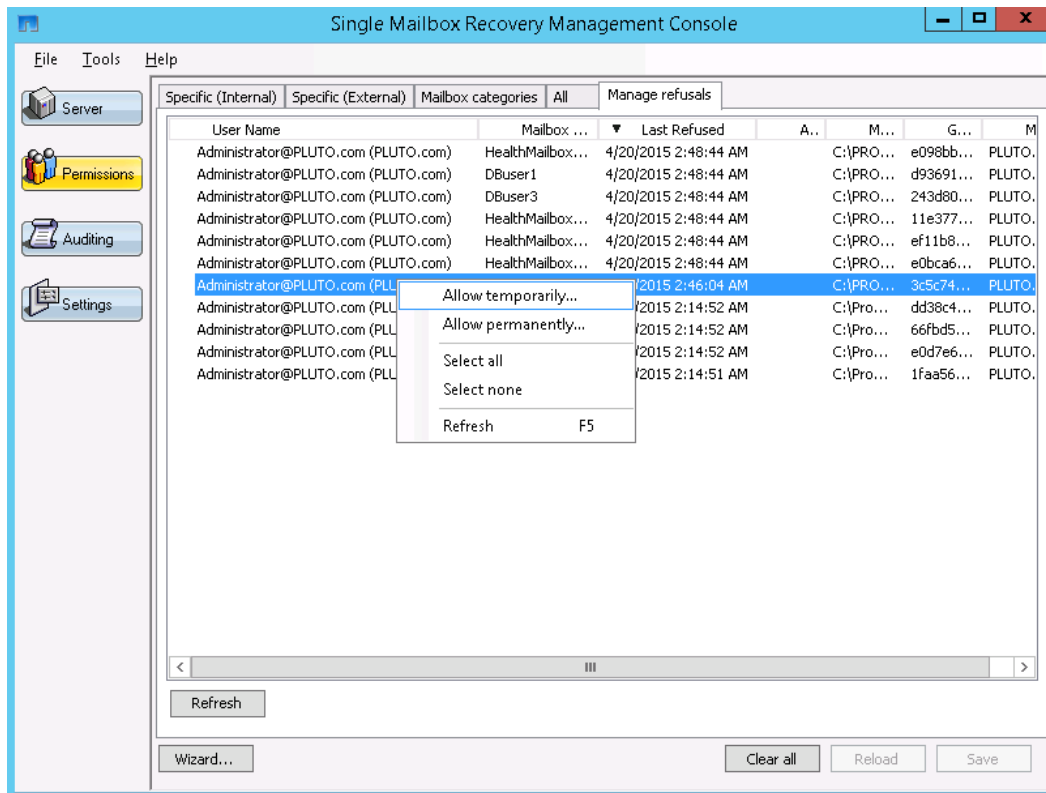 Single Mailbox Recovery Management Console
File Tools Help
Server
Permissions
Auditing
Settings
Specific (Internal) Specific (External) Mailbox categories All Manage refusals
User Name Mailbox ... ▼ Last Refused A.. M... G... M
Administrator@PLUTO.com (PLUTO.com) HealthMailbox... 4/20/2015 2:48:44 AM C:\PRO... e098bb... PLUTO.
Administrator@PLUTO.com (PLUTO.com) DBuser1 4/20/2015 2:48:44 AM C:\PRO... d93691... PLUTO.
Administrator@PLUTO.com (PLUTO.com) DBuser3 4/20/2015 2:48:44 AM C:\PRO... 243d80... PLUTO.
Administrator@PLUTO.com (PLUTO.com) HealthMailbox... 4/20/2015 2:48:44 AM C:\PRO... 11e377... PLUTO.
Administrator@PLUTO.com (PLUTO.com) HealthMailbox... 4/20/2015 2:48:44 AM C:\PRO... ef11b8... PLUTO.
Administrator@PLUTO.com (PLUTO.com) HealthMailbox... 4/20/2015 2:48:44 AM C:\PRO... e0bca6... PLUTO.
Administrator@PLUTO.com (PLU /2015 2:46:04 AM C:\PRO... 3c5c74... PLUTO.
Administrator@PLUTO.com (PLU /2015 2:14:52 AM C:\Pro... dd38c4... PLUTO.
Administrator@PLUTO.com (PLU /2015 2:14:52 AM C:\Pro... 66fbd5... PLUTO.
Administrator@PLUTO.com (PLU /2015 2:14:52 AM C:\Pro... e0d7e6... PLUTO.
Administrator@PLUTO.com (PLU /2015 2:14:51 AM C:\Pro... 1faa56... PLUTO.
Allow temporarily...
Allow permanently...
Select all
Select none
Refresh F5
Refresh
Wizard... Clear all Reload Save